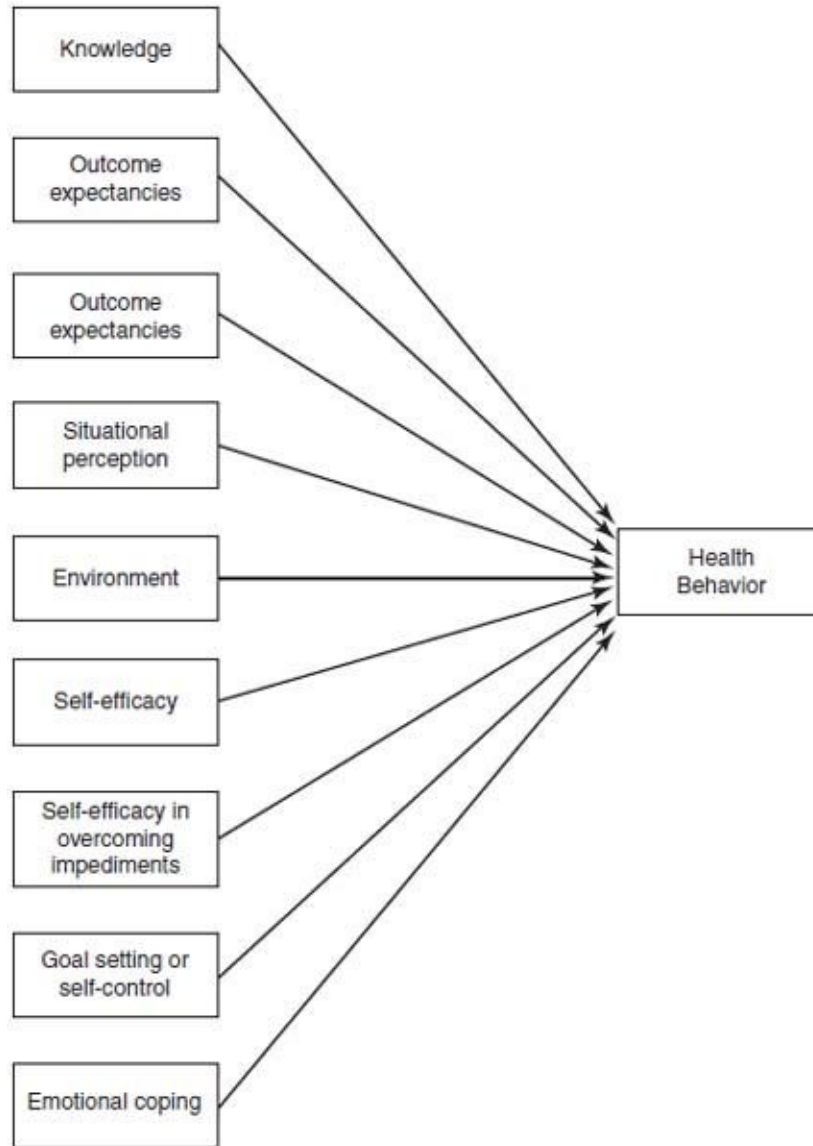 Knowledge
Outcome
expectancies
Outcome
expectancies
Situational
perception
Environment
Health
Behavior
Self-efficacy
Self-efficacy in
overcoming
impediments
Goal setting or
self-control
Emotional coping